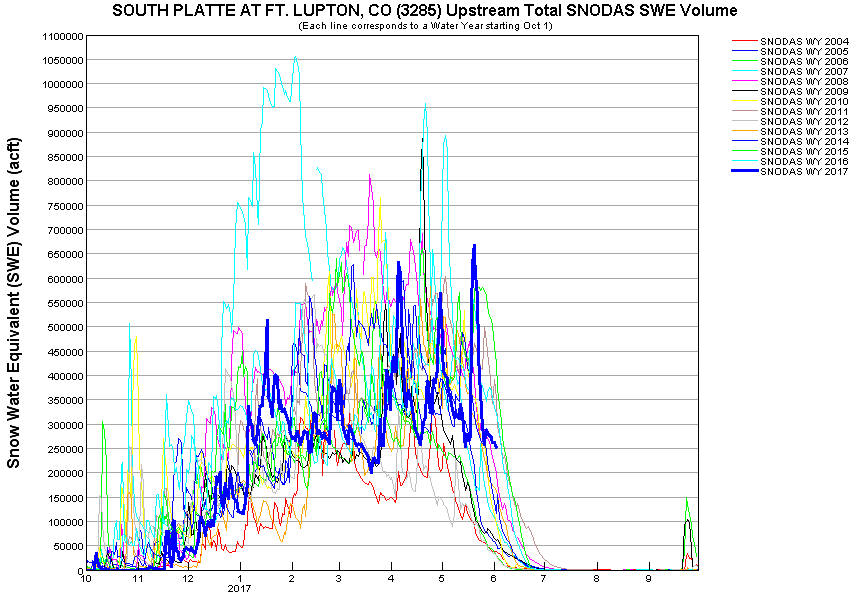 SOUTH PLATTE AT FT. LUPTON, CO (3285) Upstream Total SNODAS SWE Volume
(Each line corresponds to a Water Year starting Oct 1)
Snow Water Equivalent (SWE) Volume (acft)
1100000
1050000
1000000
950000
900000
850000
800000
750000
700000
650000
600000
550000
500000
450000
400000
350000
300000
250000
200000
150000
100000
50000
0
10 11 12 1 2 3 4 5 6 7 8 9
2017
SNODAS WY 2004
SNODAS WY 2005
SNODAS WY 2006
SNODAS WY 2007
SNODAS WY 2008
SNODAS WY 2009
SNODAS WY 2010
SNODAS WY 2011
SNODAS WY 2012
SNODAS WY 2013
SNODAS WY 2014
SNODAS WY 2015
SNODAS WY 2016
SNODAS WY 2017